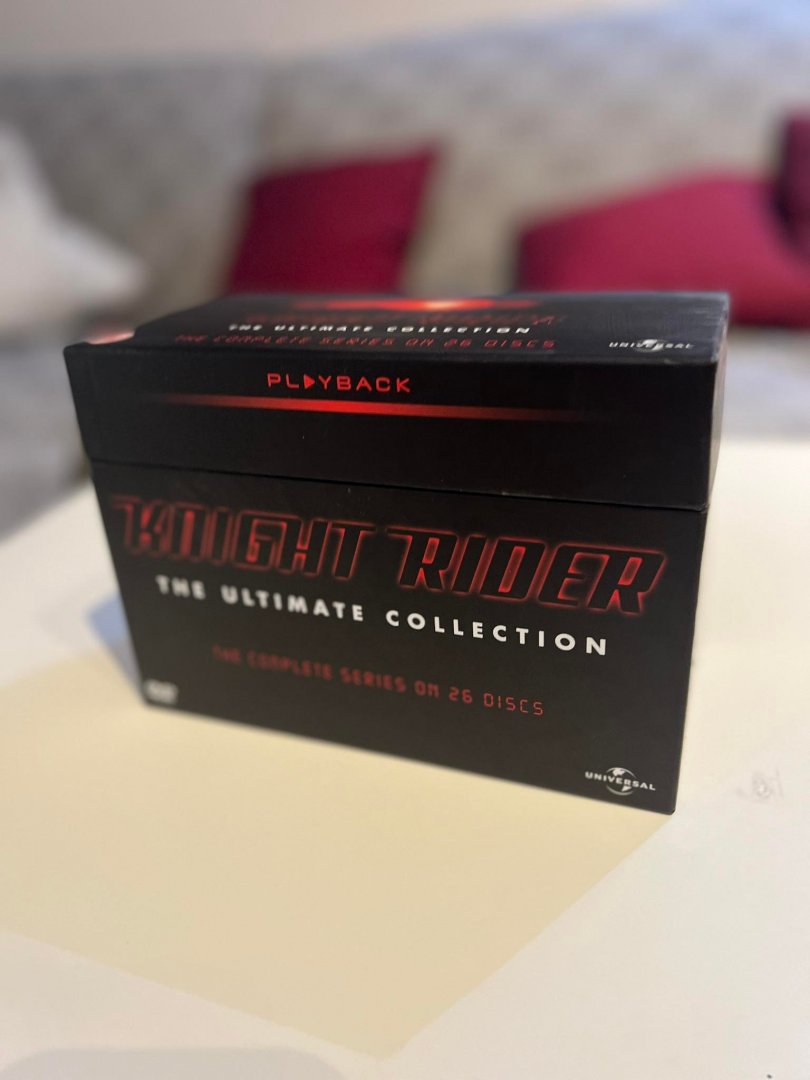 THE ULTIMATE COLLECTION
THE COMPLETE SERIES ON 26 DISCS
UNIVERSAL
PLAYBACK
KNIGHT RIDER
THE ULTIMATE COLLECTION
THE COMPLETE SERIES ON 26 DISCS
UNIVERSAL